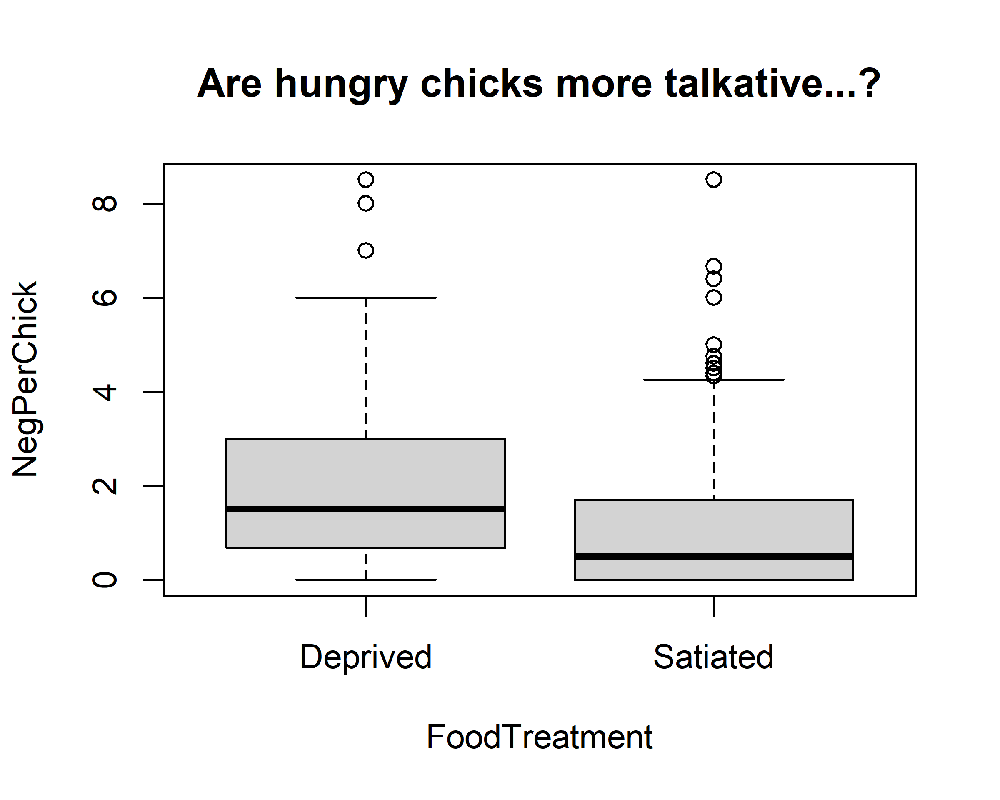 Are hungry chicks more talkative...?
NegPerChick
8
6
4
2
0
Deprived Satiated
FoodTreatment